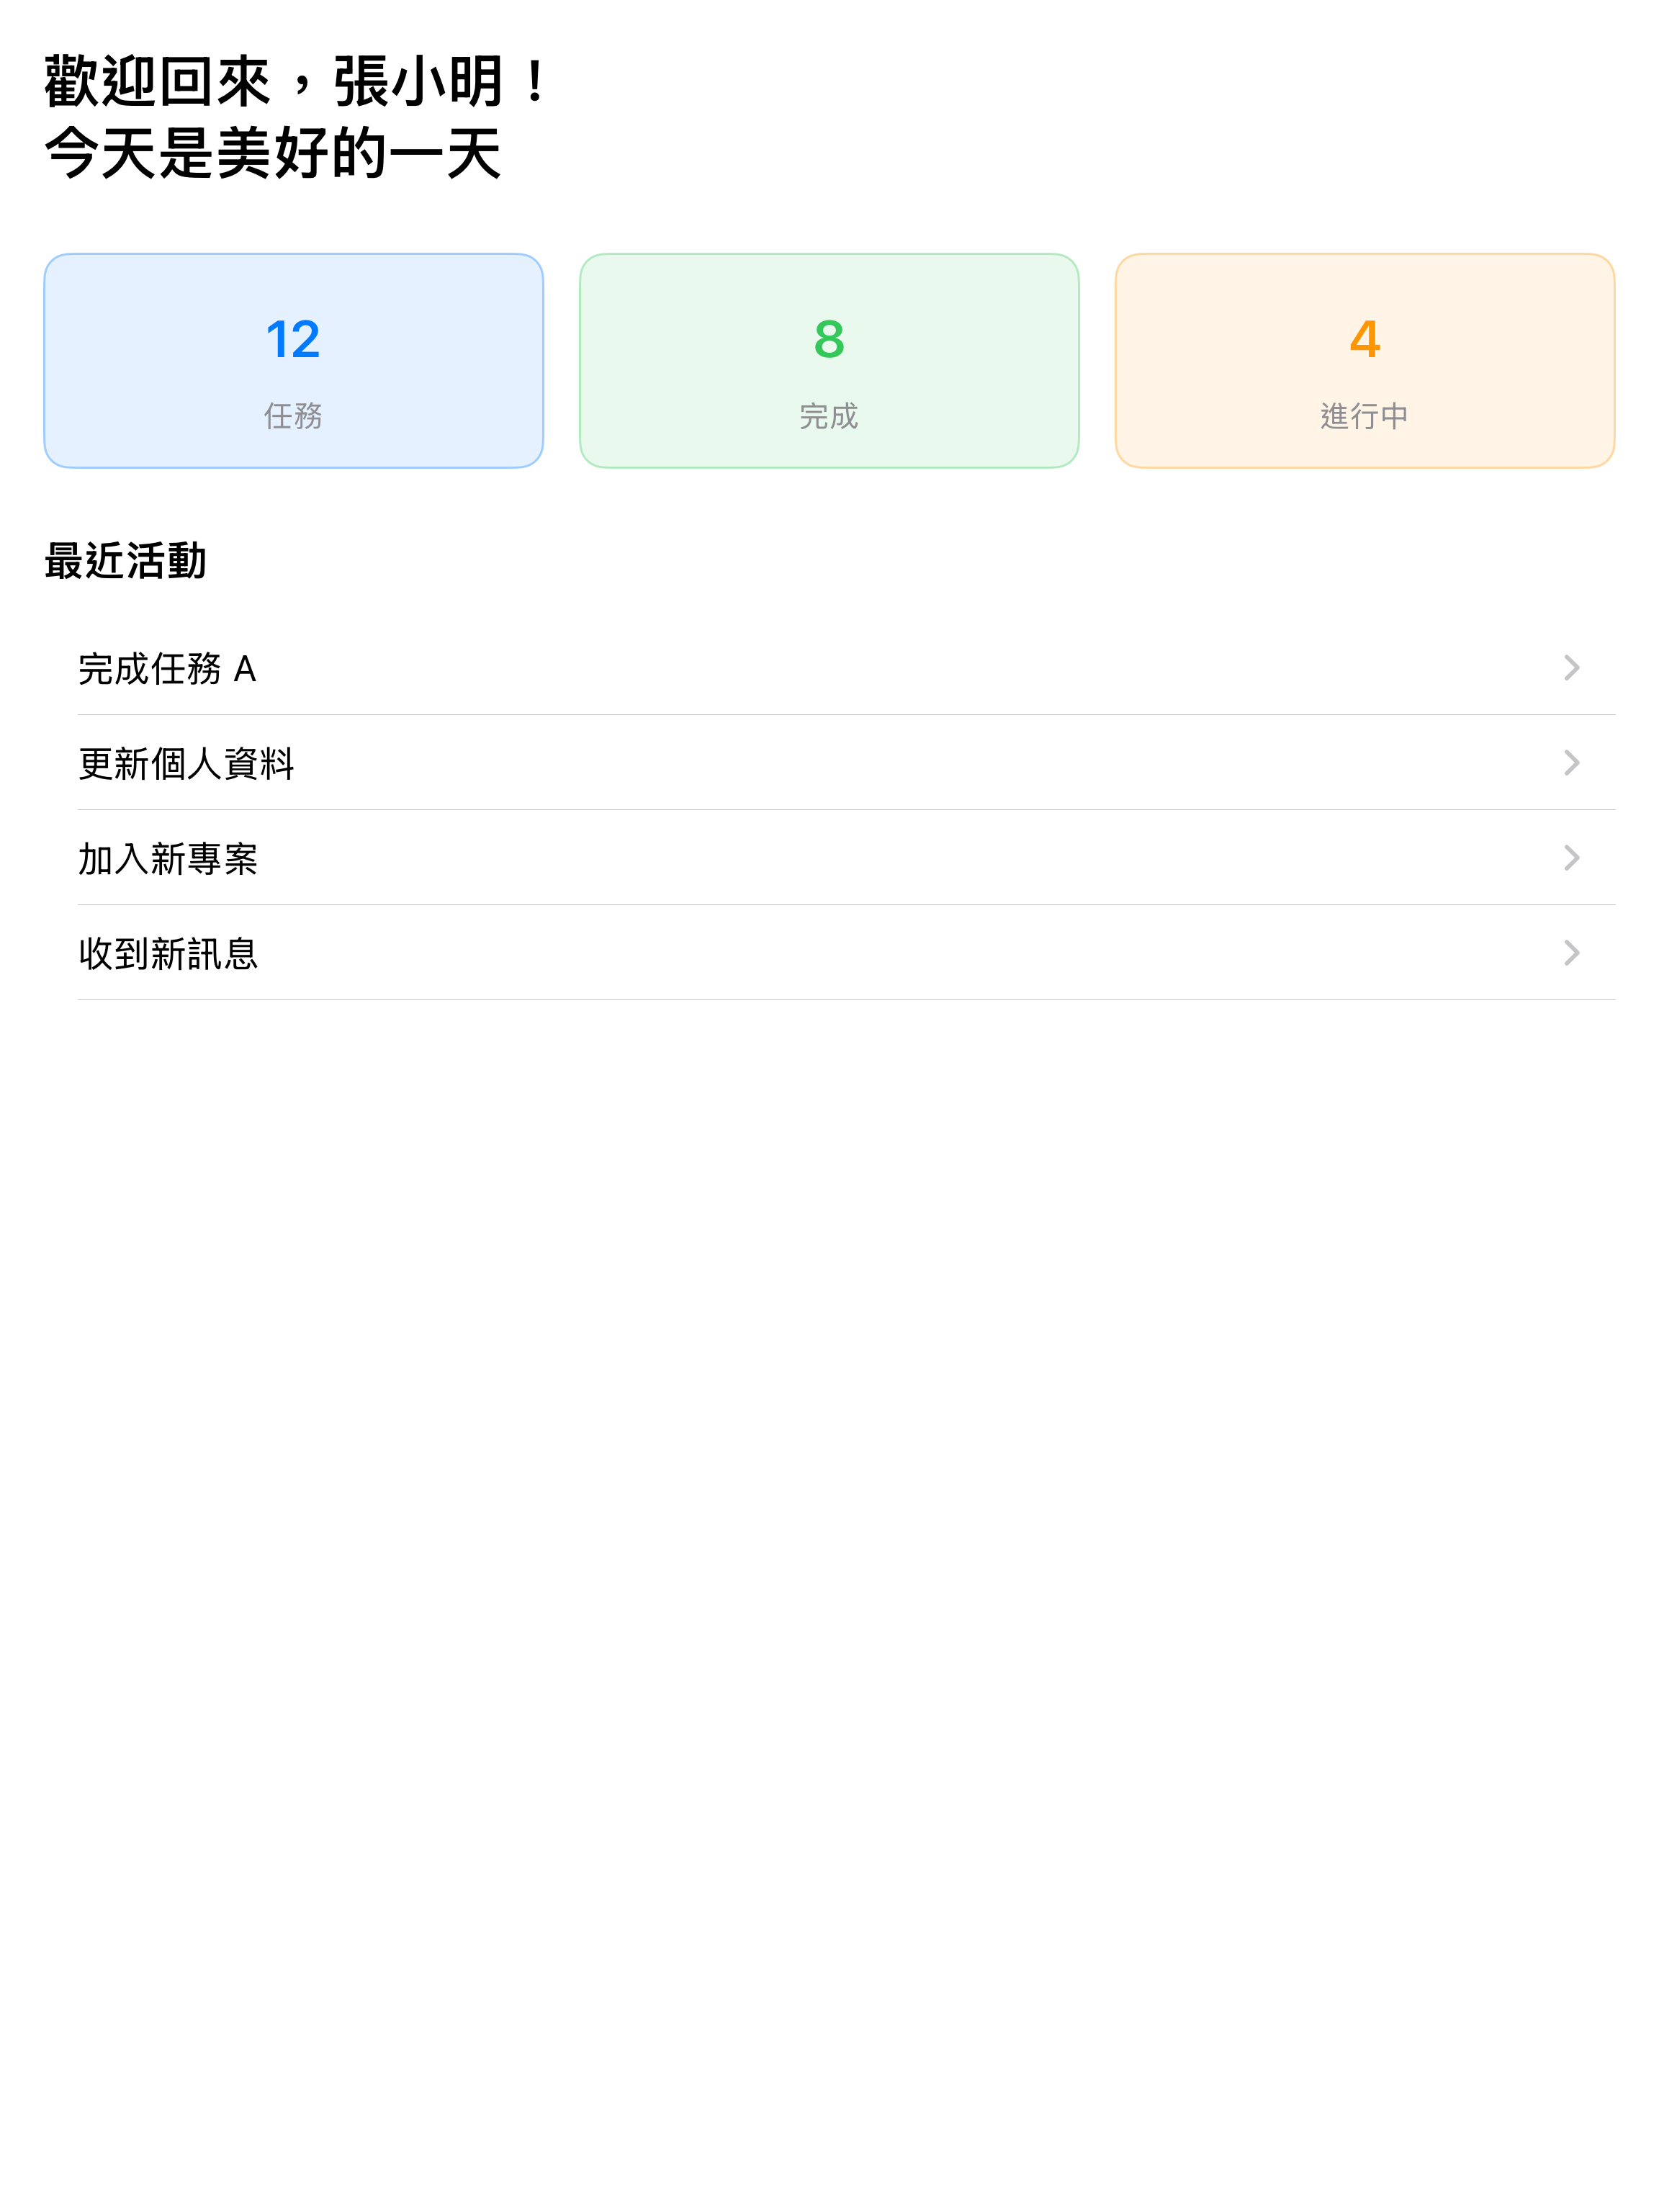 歡迎回來，張小明！
今天是美好的一天
12
任務
8
完成
4
進行中
最近活動
完成任務 A
更新個人資料
加入新專案
收到新訊息